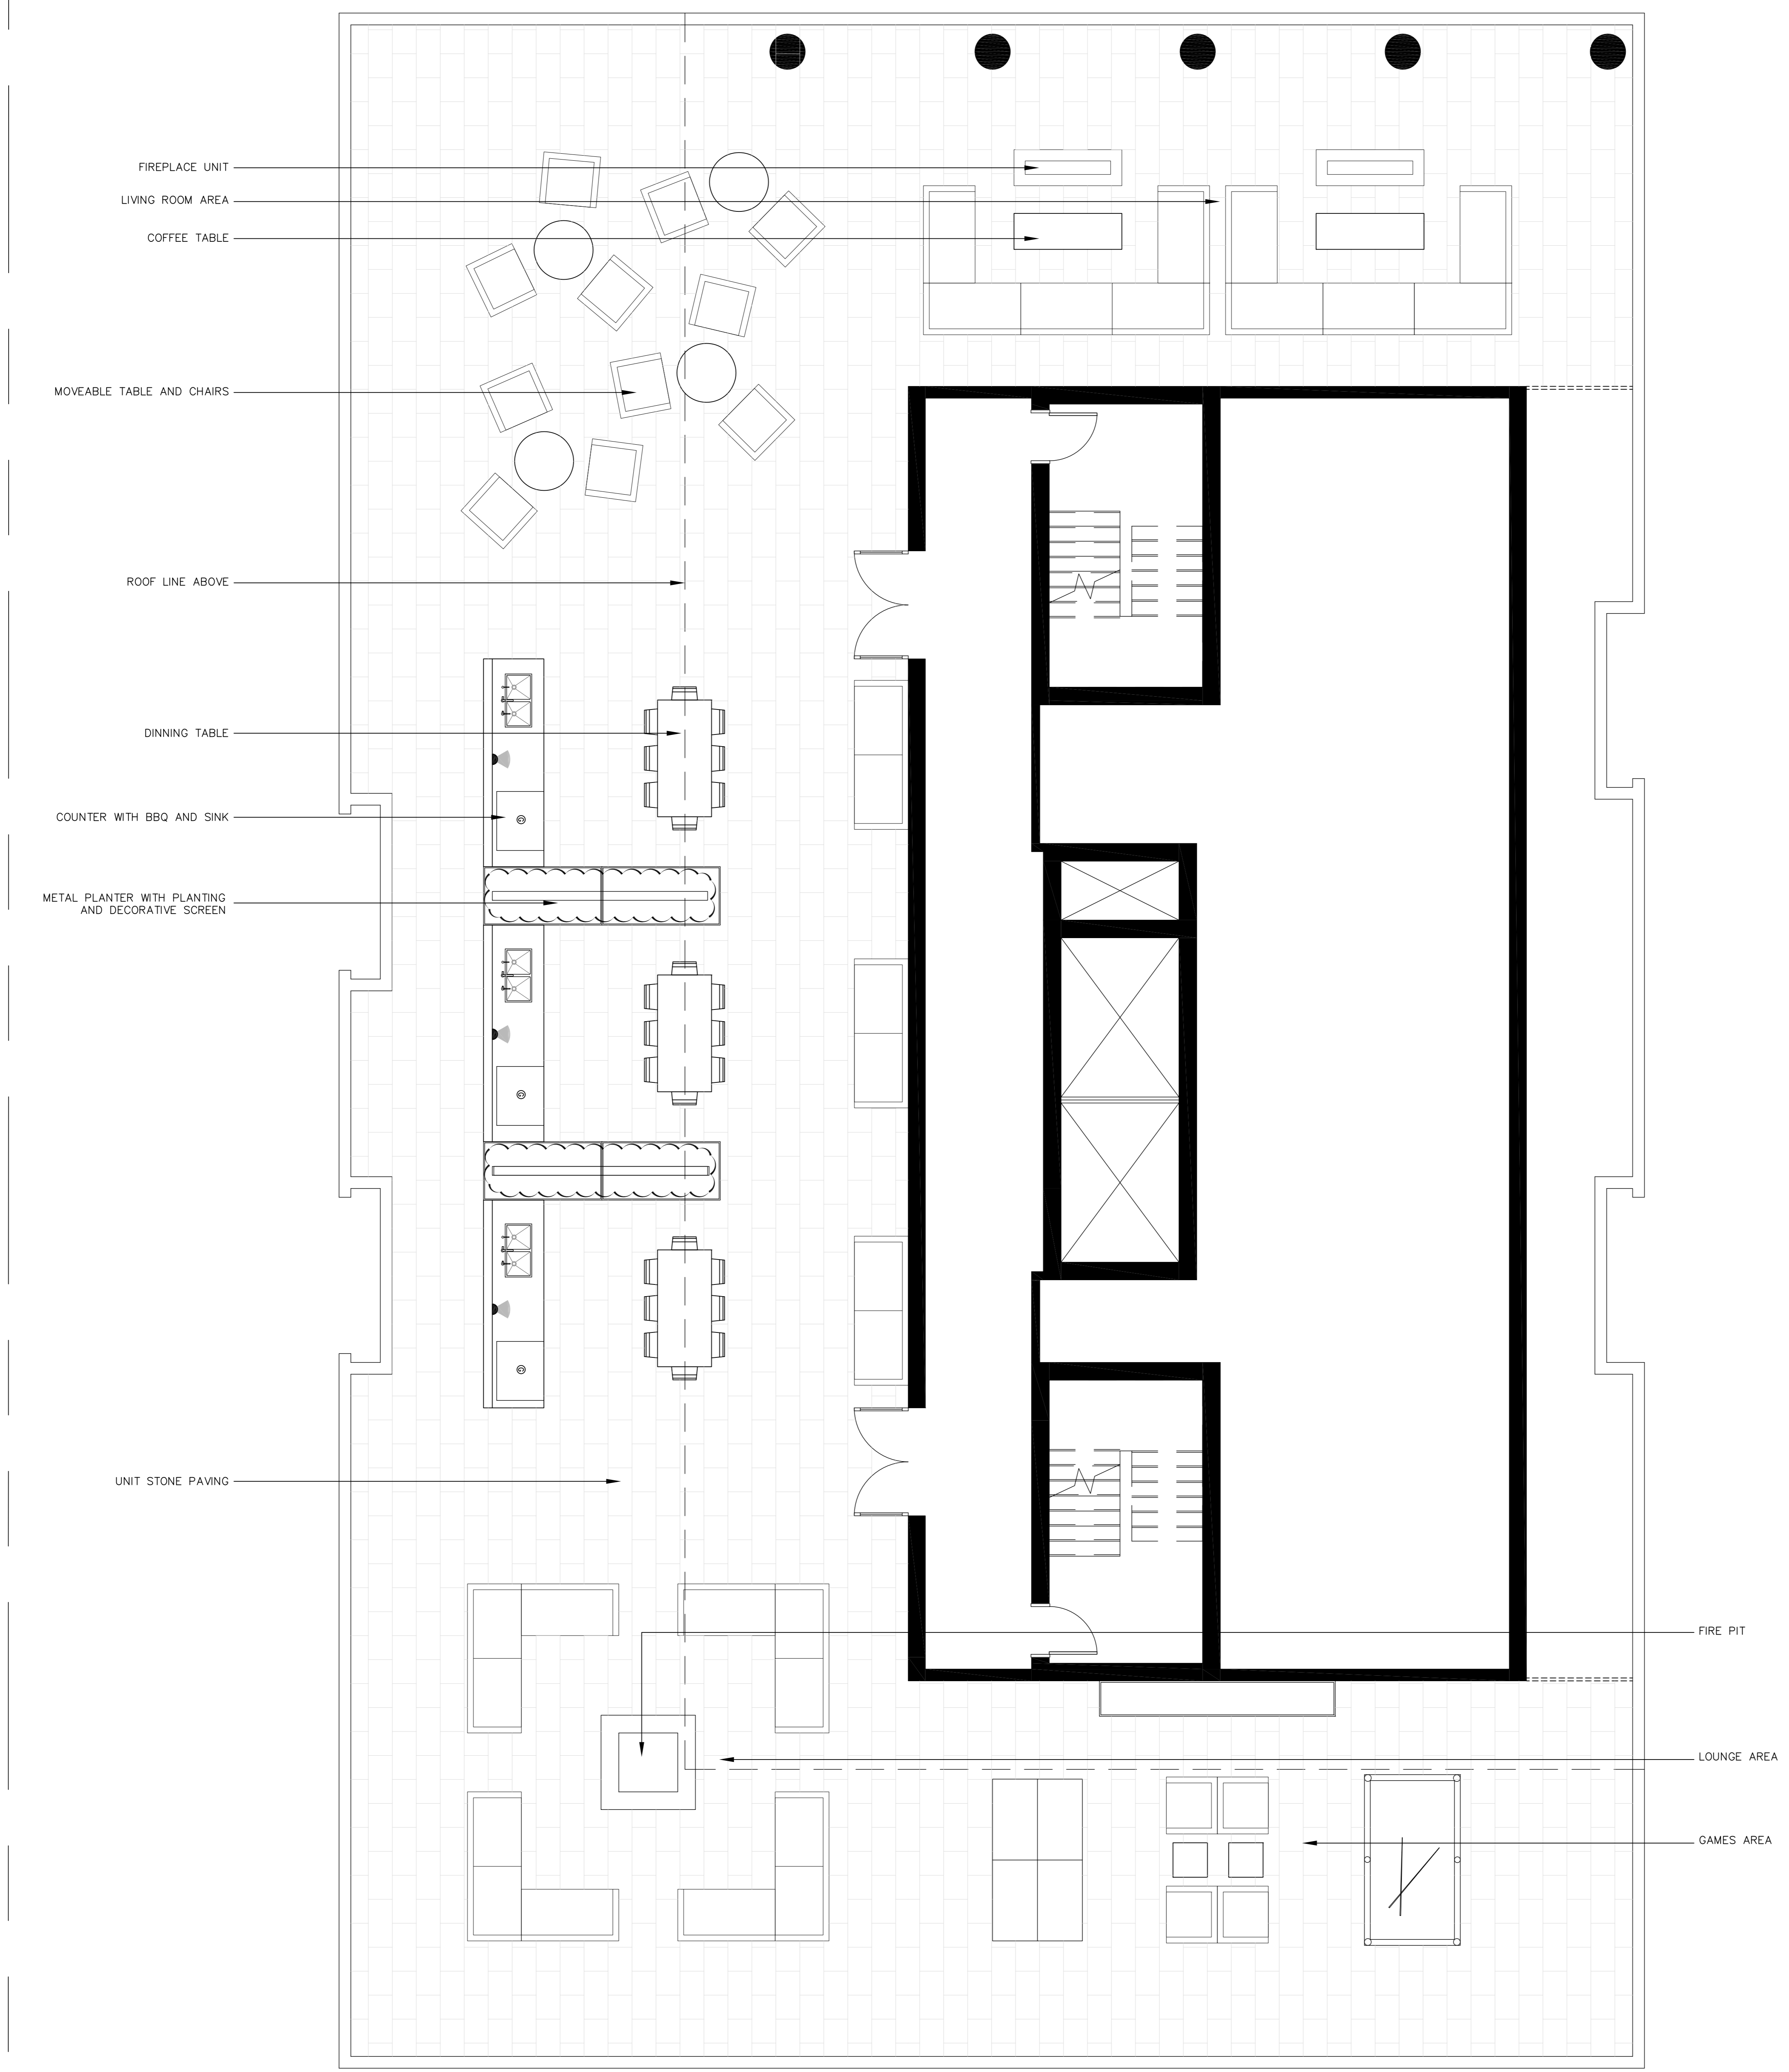 FIREPLACE UNIT
LIVING ROOM AREA
COFFEE TABLE
MOVEABLE TABLE AND CHAIRS
ROOF LINE ABOVE
DINNING TABLE
COUNTER WITH BBQ AND SINK
METAL PLANTER WITH PLANTING
AND DECORATIVE SCREEN
UNIT STONE PAVING
FIRE PIT
LOUNGE AREA
GAMES AREA